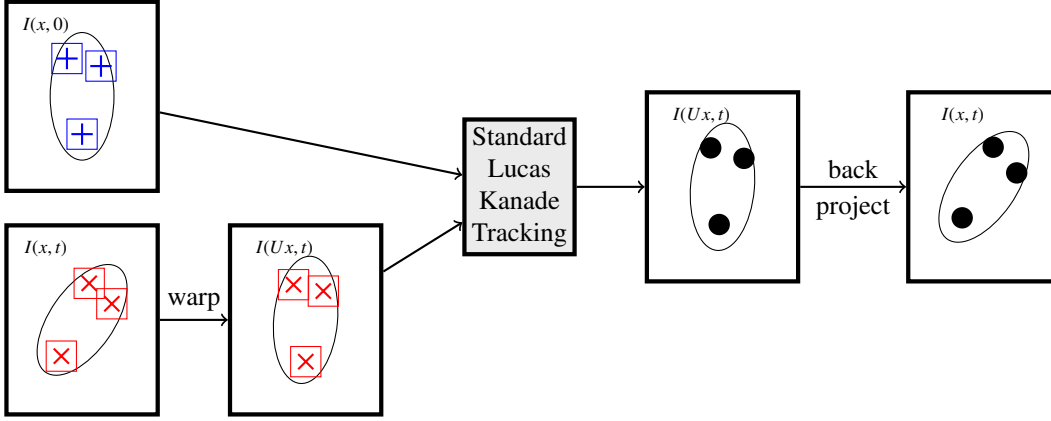 I(x, 0)
I(x, t)
warp
I(Ux, t)
Standard
Lucas
Kanade
Tracking
I(Ux, t)
back
project
I(x, t)